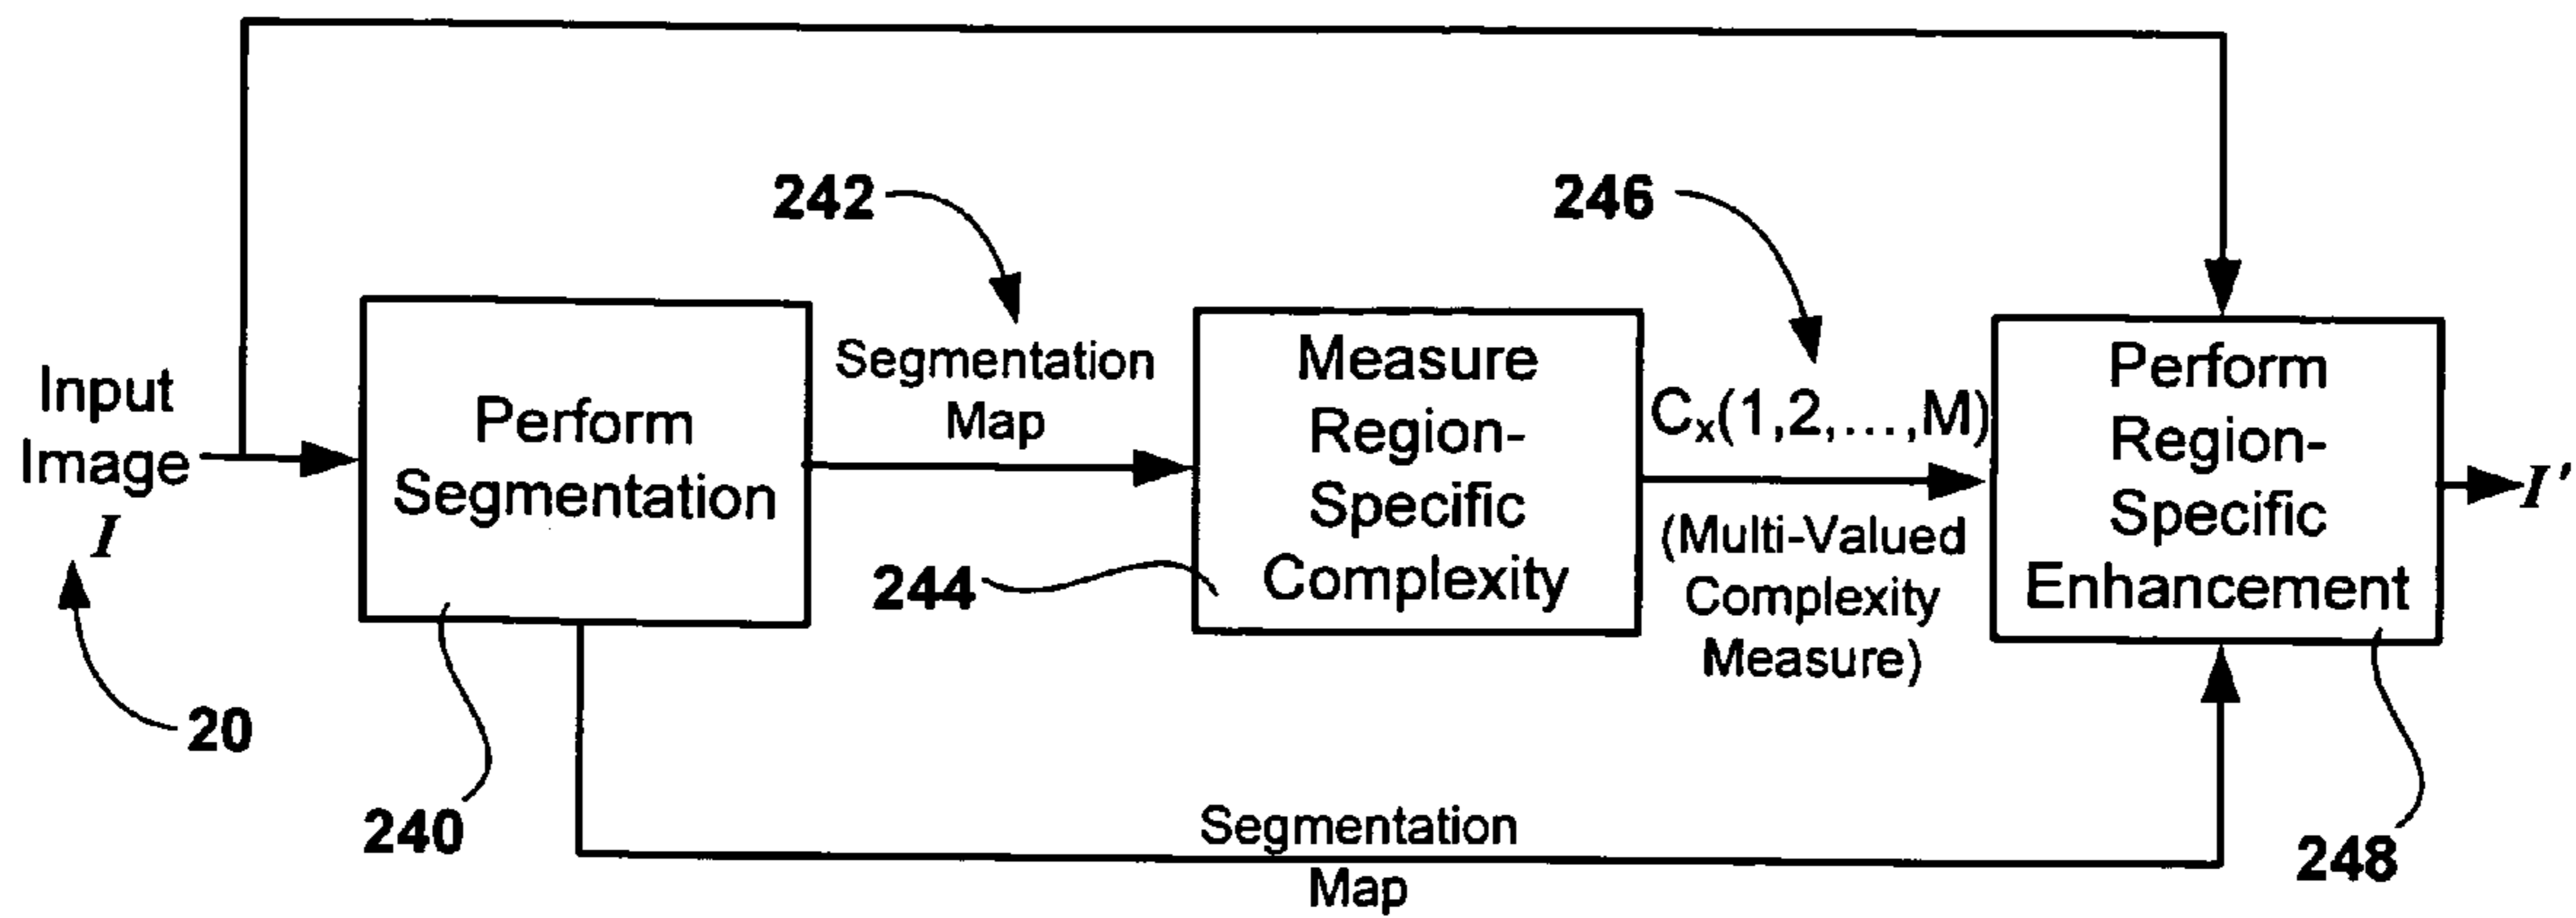 242
246
Input
Image
I
20
Perform
Segmentation
240
Segmentation
Map
Measure
Region-
Specific
Complexity
244
Cₓ(1,2,...,M)
(Multi-Valued
Complexity
Measure)
Perform
Region-
Specific
Enhancement
248
I'
Segmentation
Map